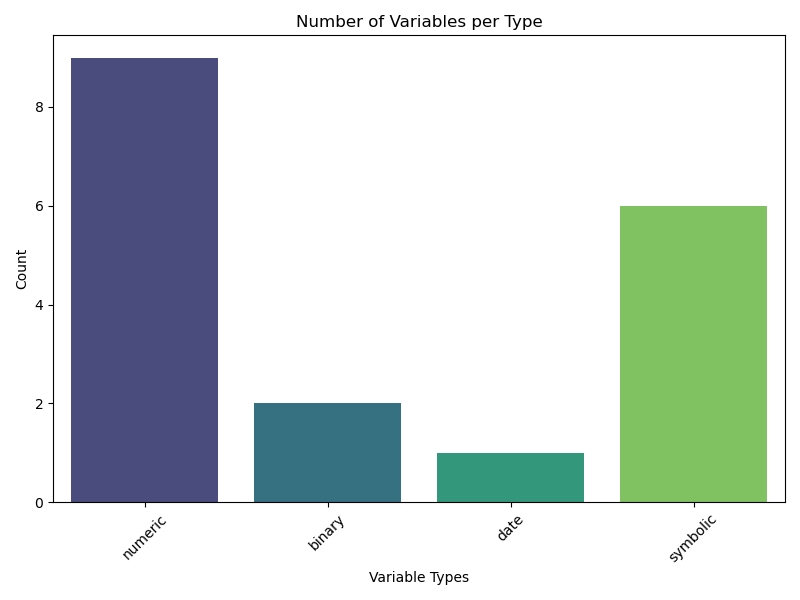 Number of Variables per Type
Count
8
6
4
2
0
numeric
binary
date
symbolic
Variable Types